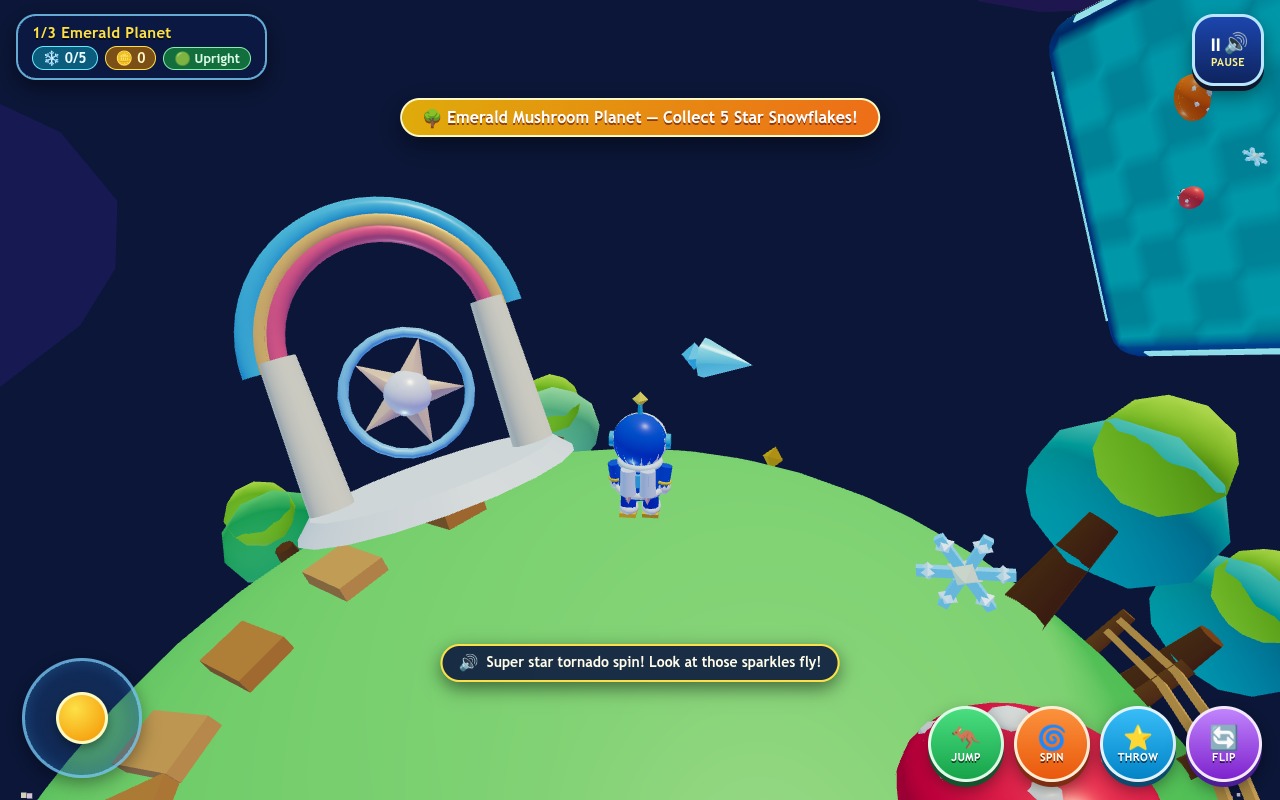 1/3 Emerald Planet
0/5
0
Upright
PAUSE
Emerald Mushroom Planet — Collect 5 Star Snowflakes!
Super star tornado spin! Look at those sparkles fly!
JUMP
SPIN
THROW
FLIP